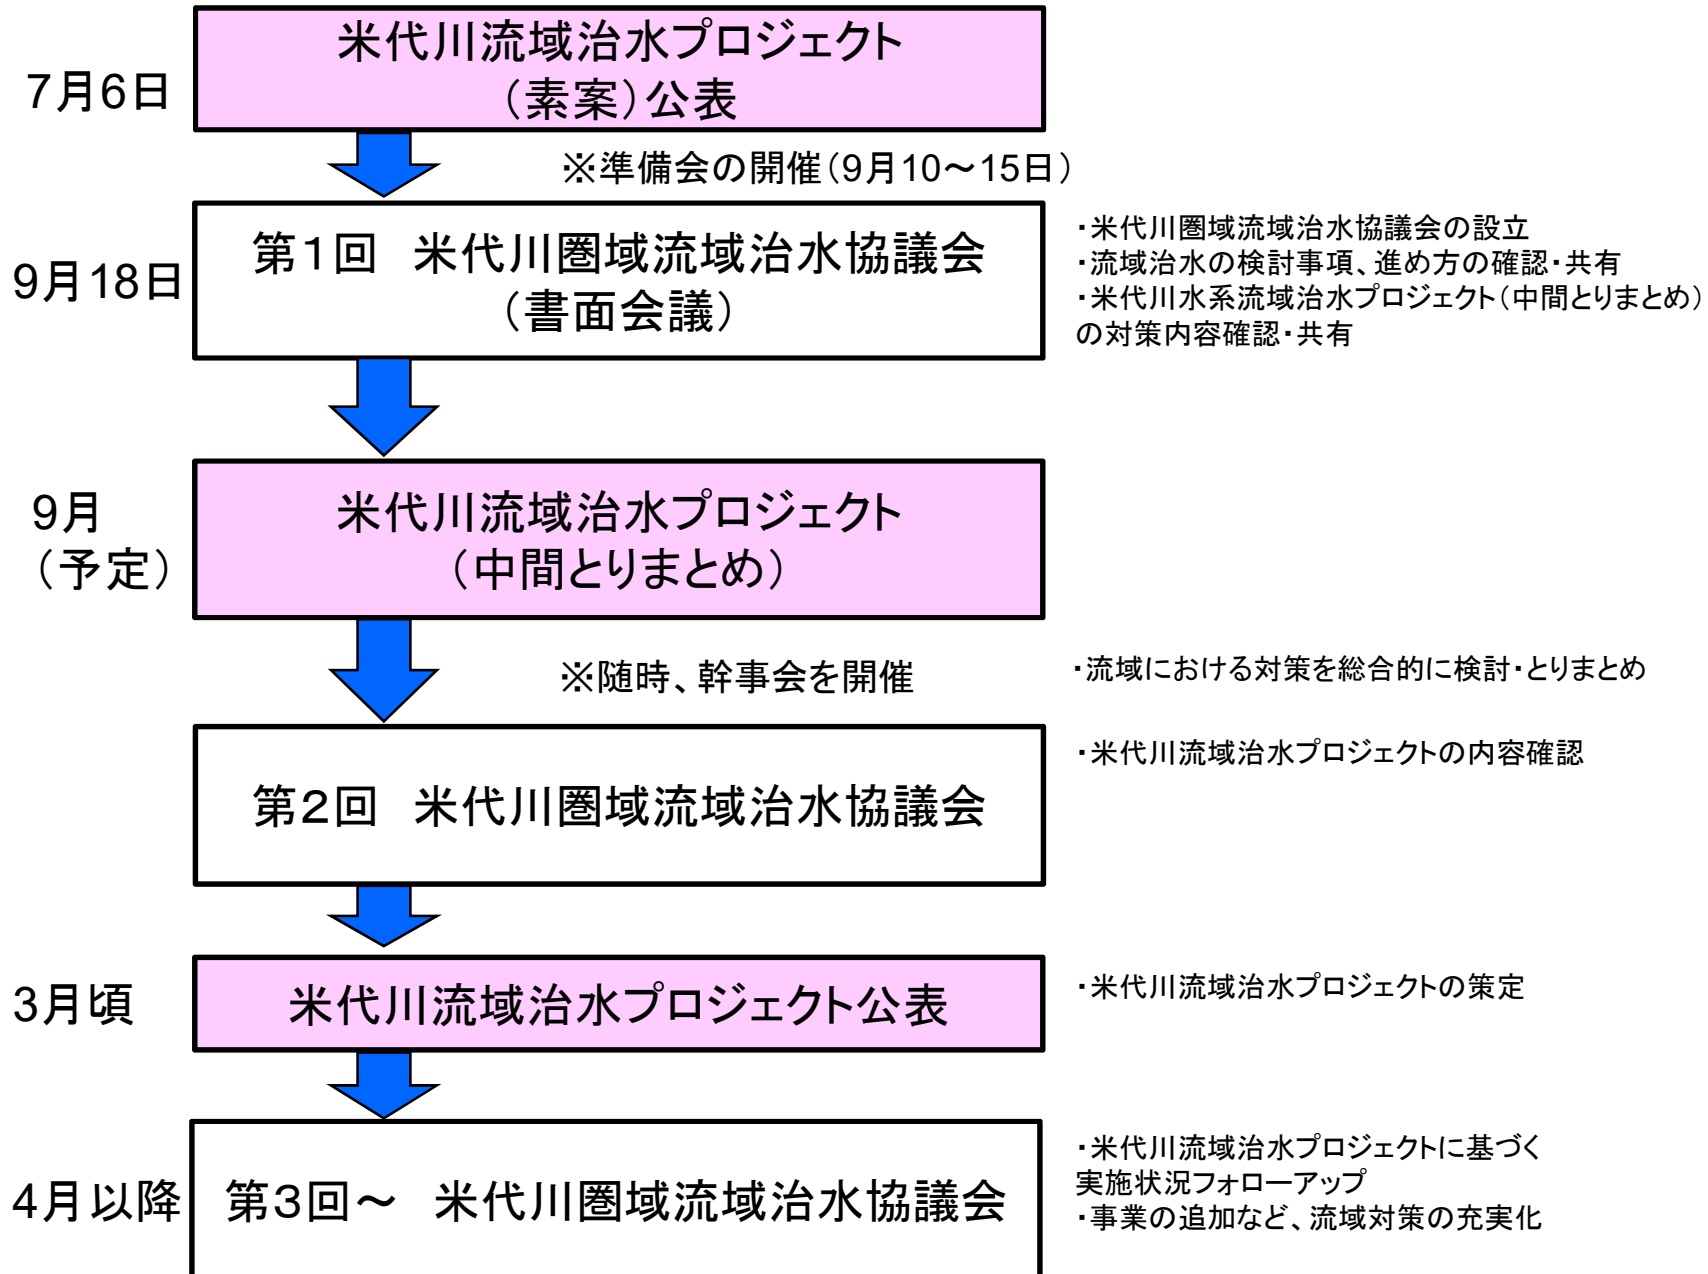 米代川流域治水プロジェクト
（素案）公表
7月6日
※準備会の開催（9月10～15日）
第１回　米代川圏域流域治水協議会
（書面会議）
9月18日
・米代川圏域流域治水協議会の設立
・流域治水の検討事項、進め方の確認・共有
・米代川水系流域治水プロジェクト（中間とりまとめ）
の対策内容確認・共有
9月
（予定）
米代川流域治水プロジェクト
（中間とりまとめ）
※随時、幹事会を開催
・流域における対策を総合的に検討・とりまとめ
第２回　米代川圏域流域治水協議会
・米代川流域治水プロジェクトの内容確認
3月頃
米代川流域治水プロジェクト公表
・米代川流域治水プロジェクトの策定
4月以降
第３回～　米代川圏域流域治水協議会
・米代川流域治水プロジェクトに基づく
実施状況フォローアップ
・事業の追加など、流域対策の充実化